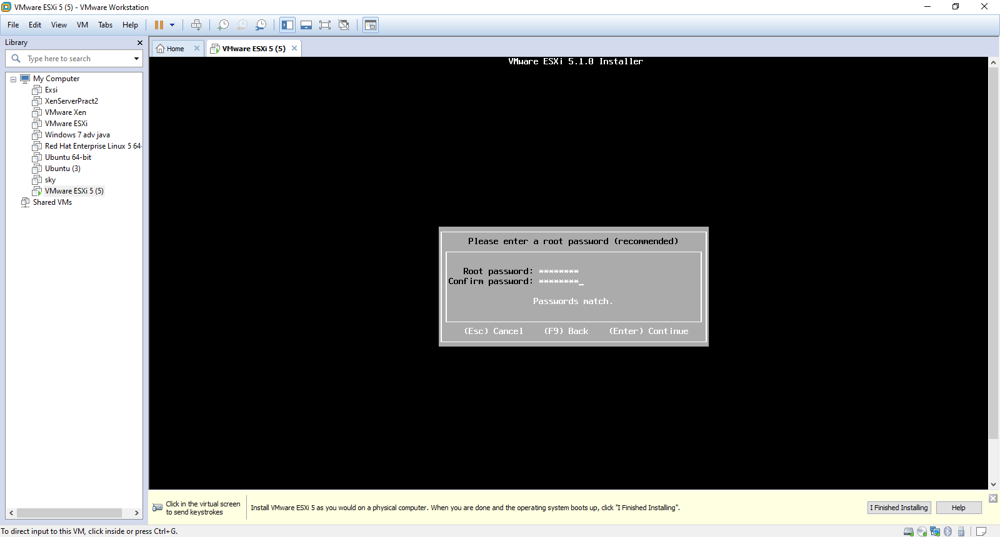 VMware ESXi 5 (5) - VMware Workstation
File Edit View VM Tabs Help
Library
Type here to search
My Computer
Exsi
XenServerPract2
VMware Xen
VMware ESXi
Windows 7 adv java
Red Hat Enterprise Linux 5 64-
Ubuntu 64-bit
Ubuntu (3)
sky
VMware ESXi 5 (5)
Shared VMs
Home VMware ESXi 5 (5)
VMware ESXi 5.1.0 Installer
Please enter a root password (recommended)
Root password: ********
Confirm password: ********_
Passwords match.
(Esc) Cancel (F9) Back (Enter) Continue
Click in the virtual screen
to send keystrokes
Install VMware ESXi 5 as you would on a physical computer. When you are done and the operating system boots up, click "I Finished Installing".
I Finished Installing Help
To direct input to this VM, click inside or press Ctrl+G.